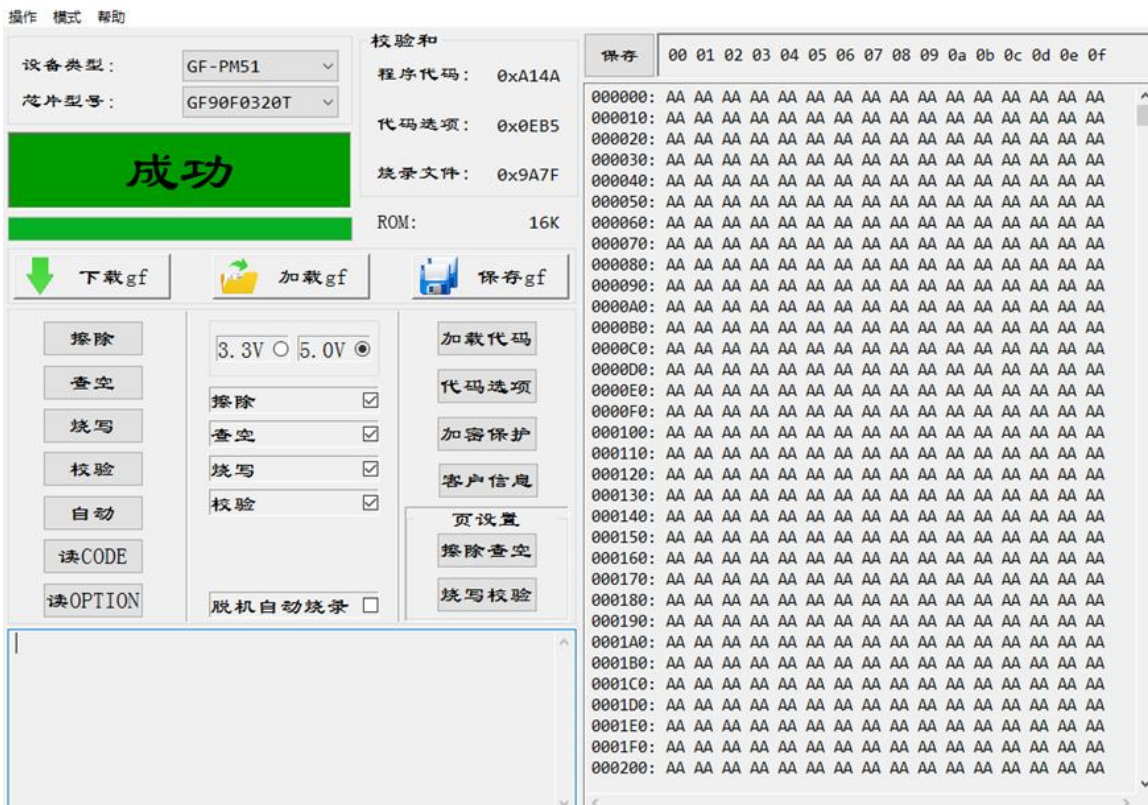 操作 模式 帮助
设备类型: GF-PM51
芯片型号: GF90F0320T
成功
校验和
程序代码: 0xA14A
代码选项: 0x0EB5
烧录文件: 0x9A7F
ROM: 16K
下载gf 加载gf 保存gf
擦除
查空
烧写
校验
自动
读CODE
读OPTION
3.3V 5.0V
擦除
查空
烧写
校验
脱机自动烧录
加载代码
代码选项
加密保护
客户信息
页设置
擦除查空
烧写校验
保存 00 01 02 03 04 05 06 07 08 09 0a 0b 0c 0d 0e 0f
000000: AA AA AA AA AA AA AA AA AA AA AA AA AA AA AA AA
000010: AA AA AA AA AA AA AA AA AA AA AA AA AA AA AA AA
000020: AA AA AA AA AA AA AA AA AA AA AA AA AA AA AA AA
000030: AA AA AA AA AA AA AA AA AA AA AA AA AA AA AA AA
000040: AA AA AA AA AA AA AA AA AA AA AA AA AA AA AA AA
000050: AA AA AA AA AA AA AA AA AA AA AA AA AA AA AA AA
000060: AA AA AA AA AA AA AA AA AA AA AA AA AA AA AA AA
000070: AA AA AA AA AA AA AA AA AA AA AA AA AA AA AA AA
000080: AA AA AA AA AA AA AA AA AA AA AA AA AA AA AA AA
000090: AA AA AA AA AA AA AA AA AA AA AA AA AA AA AA AA
0000A0: AA AA AA AA AA AA AA AA AA AA AA AA AA AA AA AA
0000B0: AA AA AA AA AA AA AA AA AA AA AA AA AA AA AA AA
0000C0: AA AA AA AA AA AA AA AA AA AA AA AA AA AA AA AA
0000D0: AA AA AA AA AA AA AA AA AA AA AA AA AA AA AA AA
0000E0: AA AA AA AA AA AA AA AA AA AA AA AA AA AA AA AA
0000F0: AA AA AA AA AA AA AA AA AA AA AA AA AA AA AA AA
000100: AA AA AA AA AA AA AA AA AA AA AA AA AA AA AA AA
000110: AA AA AA AA AA AA AA AA AA AA AA AA AA AA AA AA
000120: AA AA AA AA AA AA AA AA AA AA AA AA AA AA AA AA
000130: AA AA AA AA AA AA AA AA AA AA AA AA AA AA AA AA
000140: AA AA AA AA AA AA AA AA AA AA AA AA AA AA AA AA
000150: AA AA AA AA AA AA AA AA AA AA AA AA AA AA AA AA
000160: AA AA AA AA AA AA AA AA AA AA AA AA AA AA AA AA
000170: AA AA AA AA AA AA AA AA AA AA AA AA AA AA AA AA
000180: AA AA AA AA AA AA AA AA AA AA AA AA AA AA AA AA
000190: AA AA AA AA AA AA AA AA AA AA AA AA AA AA AA AA
0001A0: AA AA AA AA AA AA AA AA AA AA AA AA AA AA AA AA
0001B0: AA AA AA AA AA AA AA AA AA AA AA AA AA AA AA AA
0001C0: AA AA AA AA AA AA AA AA AA AA AA AA AA AA AA AA
0001D0: AA AA AA AA AA AA AA AA AA AA AA AA AA AA AA AA
0001E0: AA AA AA AA AA AA AA AA AA AA AA AA AA AA AA AA
0001F0: AA AA AA AA AA AA AA AA AA AA AA AA AA AA AA AA
000200: AA AA AA AA AA AA AA AA AA AA AA AA AA AA AA AA